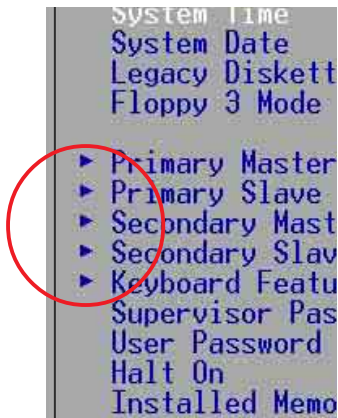 System Time
System Date
Legacy Diskett
Floppy 3 Mode
Primary Master
Primary Slave
Secondary Mast
Secondary Slav
Keyboard Featu
Supervisor Pas
User Password
Halt On
Installed Memo